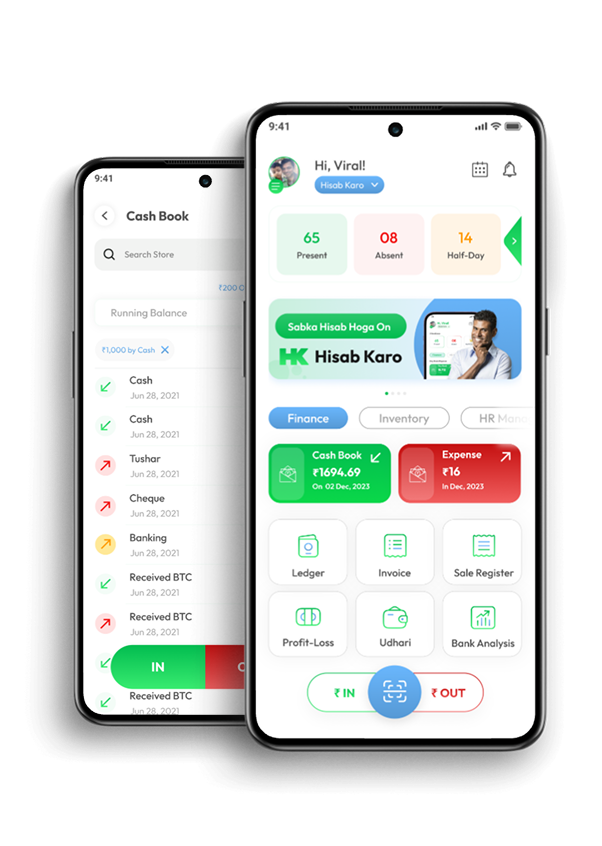 9:41
Cash Book
Search Store
₹200 C
Running Balance
₹1,000 by Cash
Cash
Jun 28, 2021
Cash
Jun 28, 2021
Tushar
Jun 28, 2021
Cheque
Jun 28, 2021
Banking
Jun 28, 2021
Received BTC
Jun 28, 2021
Received BTC
Jun 28, 2021
IN
Received BTC
Jun 28, 2021
9:41
Hi, Viral!
Hisab Karo
65
Present
08
Absent
14
Half-Day
Sabka Hisab Hoga On
HK Hisab Karo
Finance
Inventory
HR Man
Cash Book
₹1694.69
On 02 Dec, 2023
Expense
₹16
In Dec, 2023
Ledger
Invoice
Sale Register
Profit-Loss
Udhari
Bank Analysis
₹ IN
₹ OUT